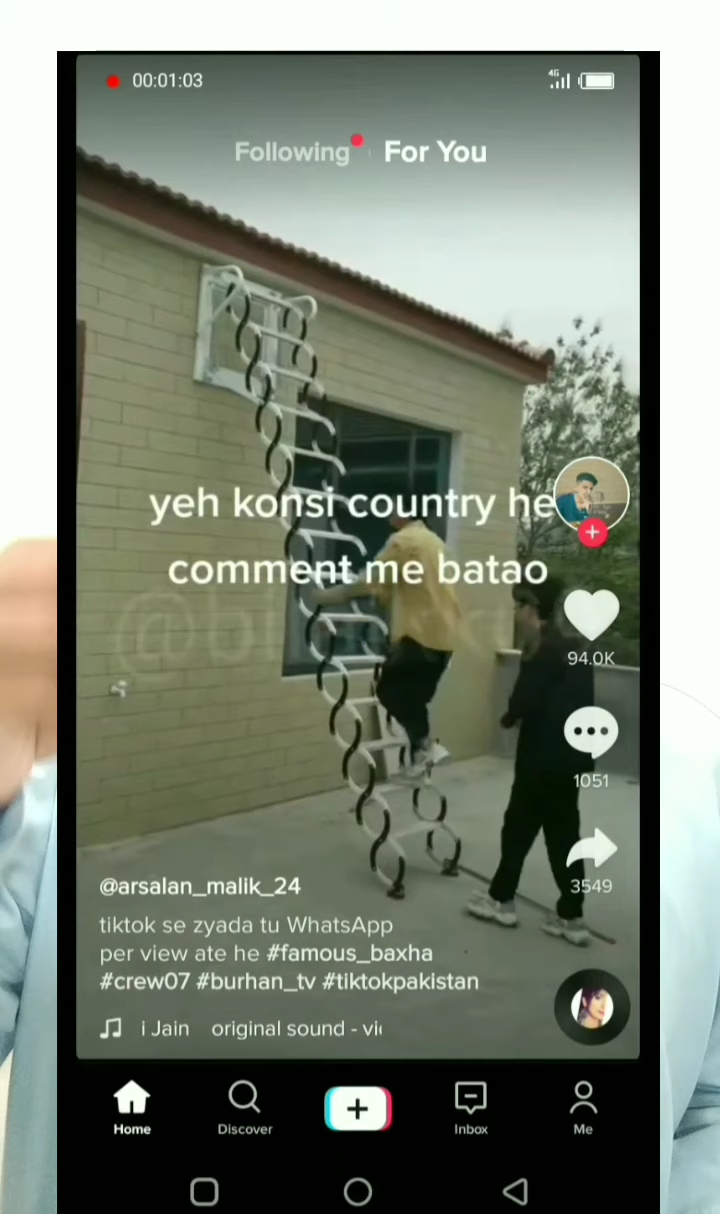 00:01:03
4G
Following For You
yeh konsi country he
comment me batao
94.0K
1051
3549
@arsalan_malik_24
tiktok se zyada tu WhatsApp
per view ate he #famous_baxha
#crew07 #burhan_tv #tiktokpakistan
i Jain original sound - vi
Home Discover Inbox Me